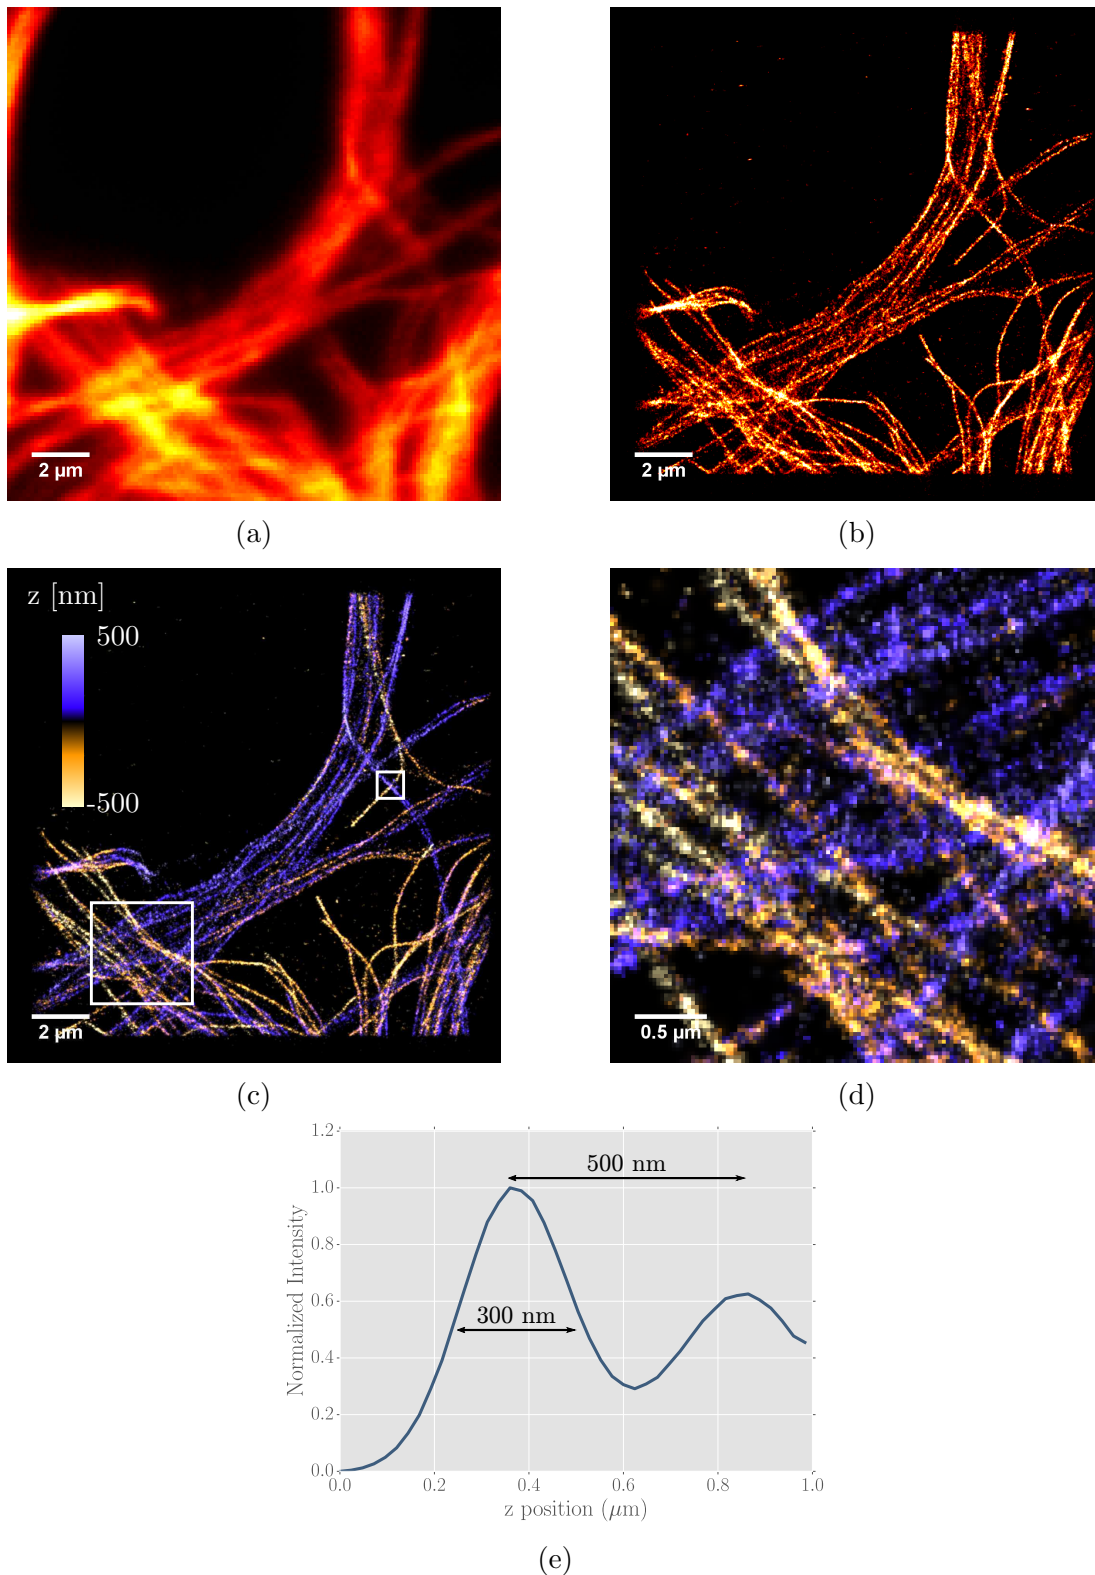 2 µm
2 µm
(a)
(b)
z [nm]
500
-500
2 µm
0.5 µm
(c)
(d)
1.2
1.0
0.8
0.6
0.4
0.2
0.0
Normalized Intensity
500 nm
300 nm
0.0 0.2 0.4 0.6 0.8 1.0
z position (µm)
(e)